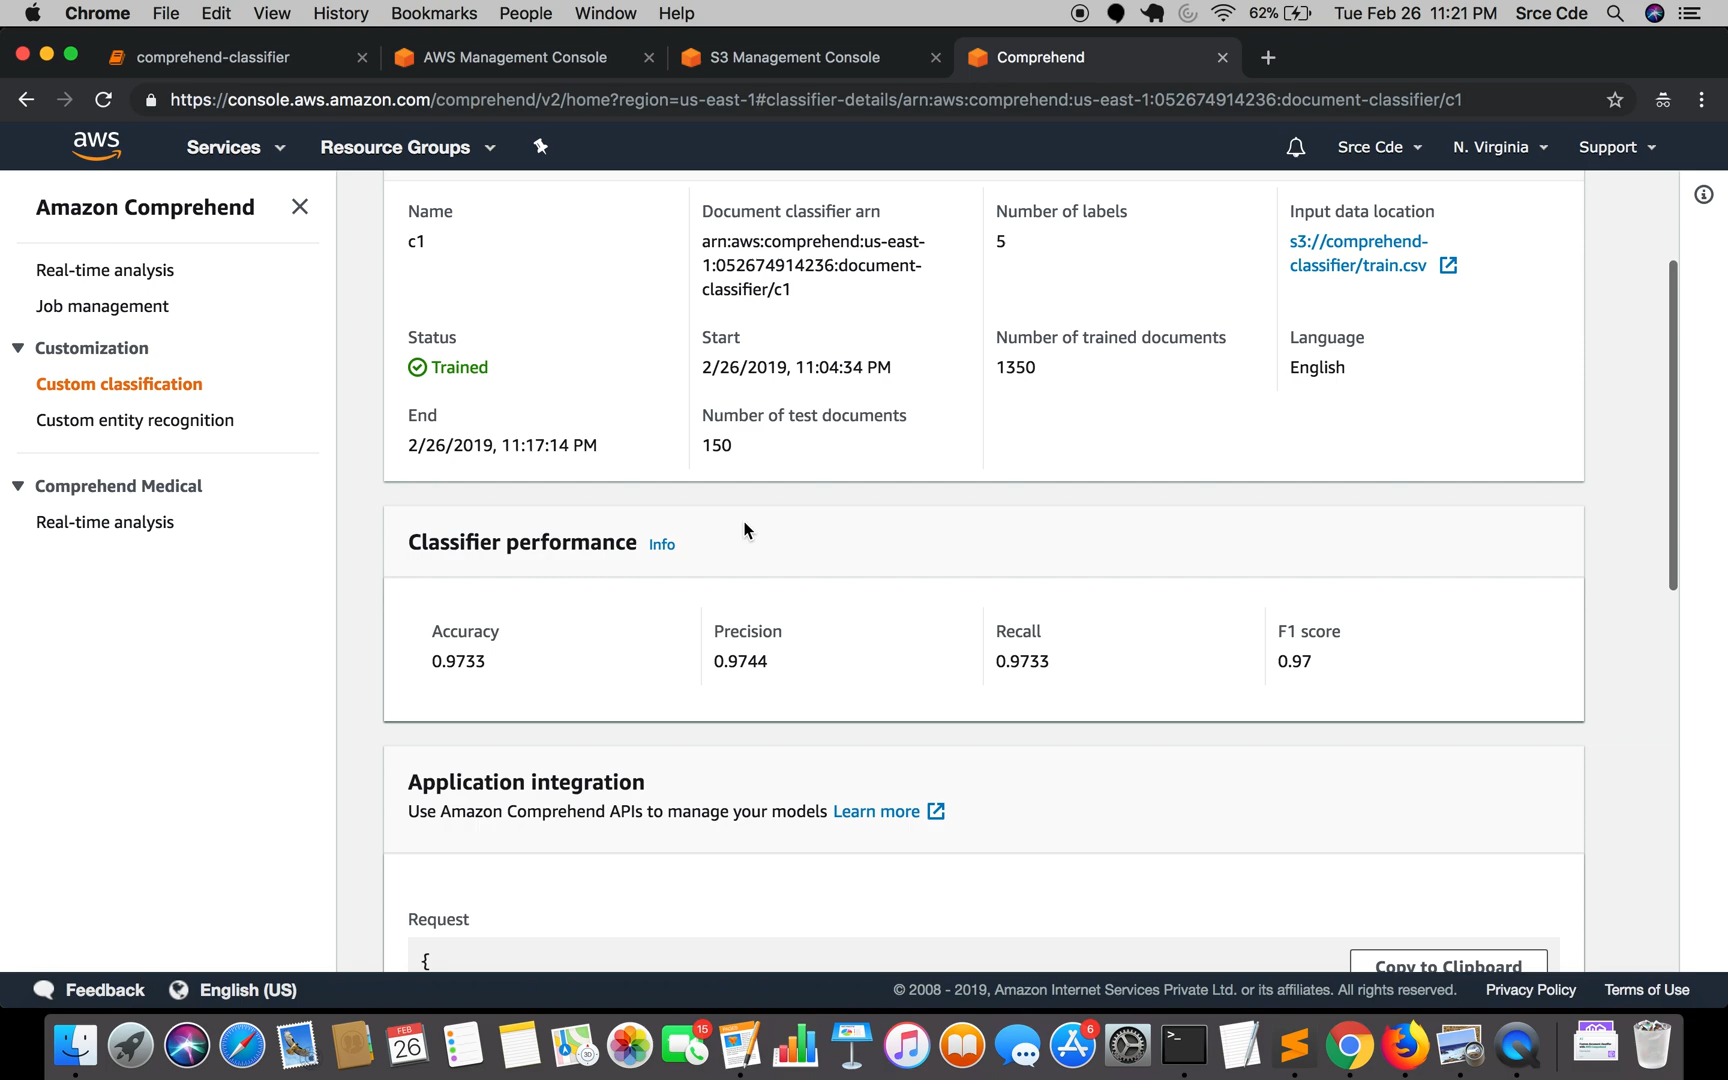 Chrome File Edit View History Bookmarks People Window Help 62% Tue Feb 26 11:21 PM Srce Cde
comprehend-classifier AWS Management Console S3 Management Console Comprehend
https://console.aws.amazon.com/comprehend/v2/home?region=us-east-1#classifier-details/arn:aws:comprehend:us-east-1:052674914236:document-classifier/c1
aws Services Resource Groups Srce Cde N. Virginia Support
Amazon Comprehend
Real-time analysis
Job management
Customization
Custom classification
Custom entity recognition
Comprehend Medical
Real-time analysis
Name
c1
Document classifier arn
arn:aws:comprehend:us-east-
1:052674914236:document-
classifier/c1
Number of labels
5
Input data location
s3://comprehend-
classifier/train.csv
Status
Trained
Start
2/26/2019, 11:04:34 PM
Number of trained documents
1350
Language
English
End
2/26/2019, 11:17:14 PM
Number of test documents
150
Classifier performance Info
Accuracy
0.9733
Precision
0.9744
Recall
0.9733
F1 score
0.97
Application integration
Use Amazon Comprehend APIs to manage your models Learn more
Request
{
Copy to Clipboard
Feedback English (US) © 2008 - 2019, Amazon Internet Services Private Ltd. or its affiliates. All rights reserved. Privacy Policy Terms of Use
FEB
26
15
6